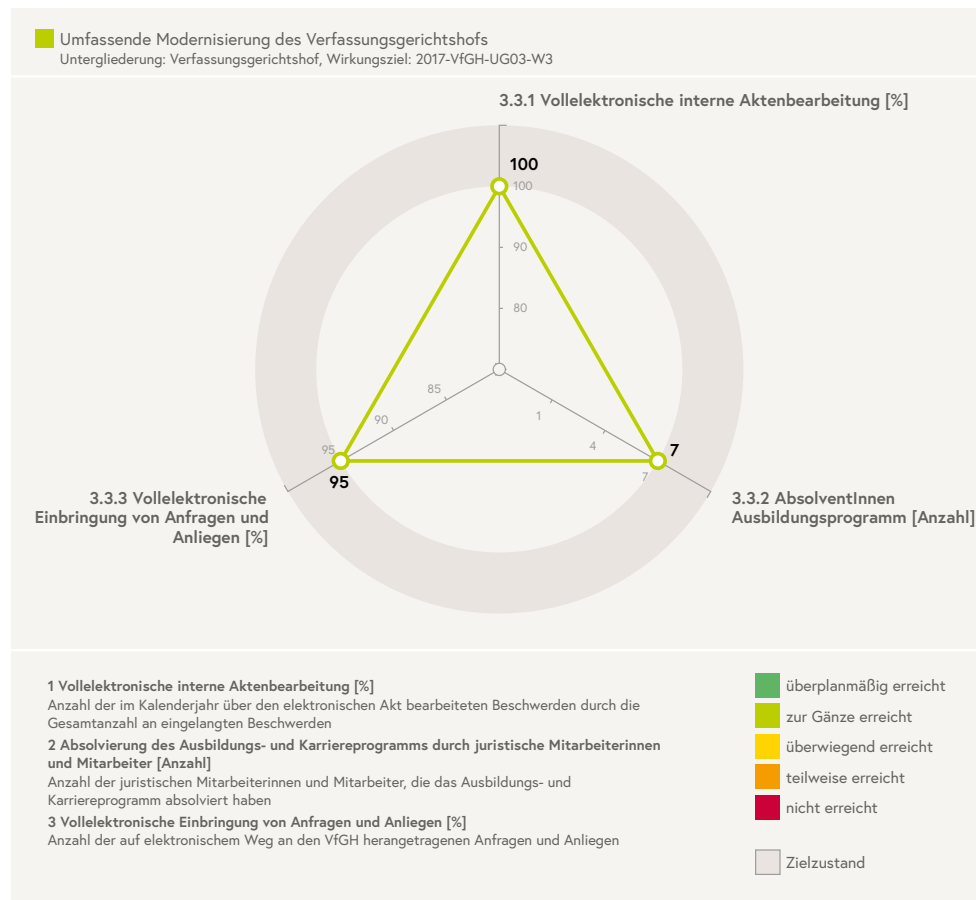 Umfassende Modernisierung des Verfassungsgerichtshofs
Untergliederung: Verfassungsgerichtshof, Wirkungsziel: 2017-VfGH-UG03-W3
3.3.1 Vollelektronische interne Aktenbearbeitung [%]
100
100
90
80
85
90
95
95
1
4
7
7
3.3.3 Vollelektronische
Einbringung von Anfragen und
Anliegen [%]
3.3.2 AbsolventInnen
Ausbildungsprogramm [Anzahl]
1 Vollelektronische interne Aktenbearbeitung [%]
Anzahl der im Kalenderjahr über den elektronischen Akt bearbeiteten Beschwerden durch die
Gesamtanzahl an eingelangten Beschwerden
2 Absolvierung des Ausbildungs- und Karriereprogramms durch juristische Mitarbeiterinnen
und Mitarbeiter [Anzahl]
Anzahl der juristischen Mitarbeiterinnen und Mitarbeiter, die das Ausbildungs- und
Karriereprogramm absolviert haben
3 Vollelektronische Einbringung von Anfragen und Anliegen [%]
Anzahl der auf elektronischem Weg an den VfGH herangetragenen Anfragen und Anliegen
überplanmäßig erreicht
zur Gänze erreicht
überwiegend erreicht
teilweise erreicht
nicht erreicht
Zielzustand